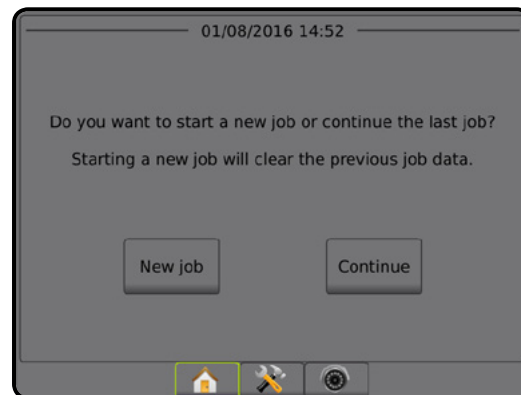 01/08/2016 14:52
Do you want to start a new job or continue the last job?
Starting a new job will clear the previous job data.
New job
Continue